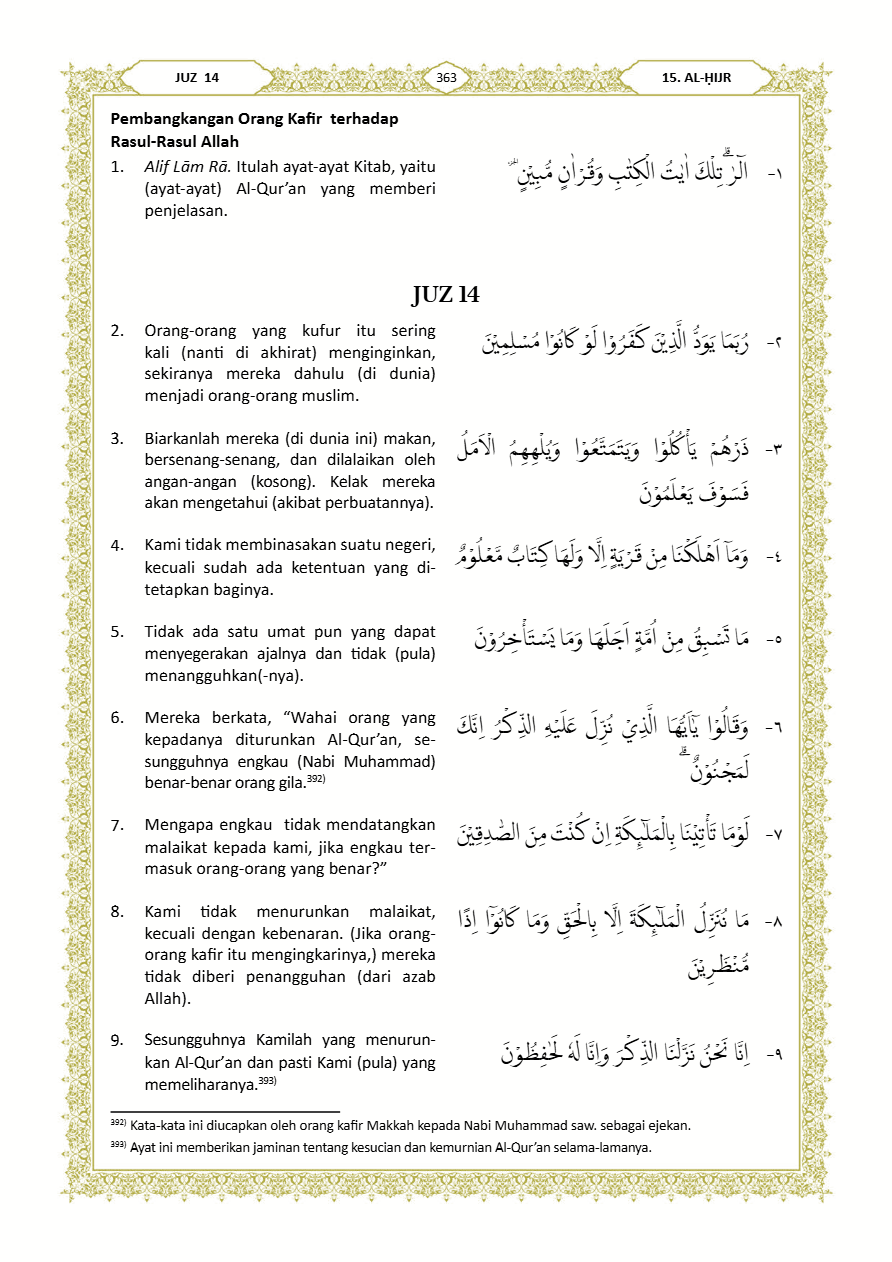 JUZ 14
363
15. AL-ḤIJR
Pembangkangan Orang Kafir terhadap
Rasul-Rasul Allah
1. Alif Lām Rā. Itulah ayat-ayat Kitab, yaitu
(ayat-ayat) Al-Qur’an yang memberi
penjelasan.
١- الۤرٰ ۗ تِلْكَ اٰيٰتُ الْكِتٰبِ وَقُرْاٰنٍ مُّبِيْنٍ ۔
JUZ 14
2. Orang-orang yang kufur itu sering
kali (nanti di akhirat) menginginkan,
sekiranya mereka dahulu (di dunia)
menjadi orang-orang muslim.
٢- رُبَمَا يَوَدُّ الَّذِيْنَ كَفَرُوْا لَوْ كَانُوْا مُسْلِمِيْنَ
3. Biarkanlah mereka (di dunia ini) makan,
bersenang-senang, dan dilalaikan oleh
angan-angan (kosong). Kelak mereka
akan mengetahui (akibat perbuatannya).
٣- ذَرْهُمْ يَأْكُلُوْا وَيَتَمَتَّعُوْا وَيُلْهِهِمُ الْاَمَلُ
فَسَوْفَ يَعْلَمُوْنَ
4. Kami tidak membinasakan suatu negeri,
kecuali sudah ada ketentuan yang di-
tetapkan baginya.
٤- وَمَآ اَهْلَكْنَا مِنْ قَرْيَةٍ اِلَّا وَلَهَا كِتَابٌ مَّعْلُوْمٌ
5. Tidak ada satu umat pun yang dapat
menyegerakan ajalnya dan tidak (pula)
menangguhkan(-nya).
٥- مَا تَسْبِقُ مِنْ اُمَّةٍ اَجَلَهَا وَمَا يَسْتَأْخِرُوْنَ
6. Mereka berkata, “Wahai orang yang
kepadanya diturunkan Al-Qur’an, se-
sungguhnya engkau (Nabi Muhammad)
benar-benar orang gila.392)
٦- وَقَالُوْا يٰٓاَيُّهَا الَّذِيْ نُزِّلَ عَلَيْهِ الذِّكْرُ اِنَّكَ
لَمَجْنُوْنٌ ۗ
7. Mengapa engkau tidak mendatangkan
malaikat kepada kami, jika engkau ter-
masuk orang-orang yang benar?”
٧- لَوْمَا تَأْتِيْنَا بِالْمَلٰۤىِٕكَةِ اِنْ كُنْتَ مِنَ الصّٰدِقِيْنَ
8. Kami tidak menurunkan malaikat,
kecuali dengan kebenaran. (Jika orang-
orang kafir itu mengingkarinya,) mereka
tidak diberi penangguhan (dari azab
Allah).
٨- مَا نُنَزِّلُ الْمَلٰۤىِٕكَةَ اِلَّا بِالْحَقِّ وَمَا كَانُوْٓا اِذًا
مُّنْظَرِيْنَ
9. Sesungguhnya Kamilah yang menurun-
kan Al-Qur’an dan pasti Kami (pula) yang
memeliharanya.393)
٩- اِنَّا نَحْنُ نَزَّلْنَا الذِّكْرَ وَاِنَّا لَهٗ لَحٰفِظُوْنَ
392) Kata-kata ini diucapkan oleh orang kafir Makkah kepada Nabi Muhammad saw. sebagai ejekan.
393) Ayat ini memberikan jaminan tentang kesucian dan kemurnian Al-Qur’an selama-lamanya.